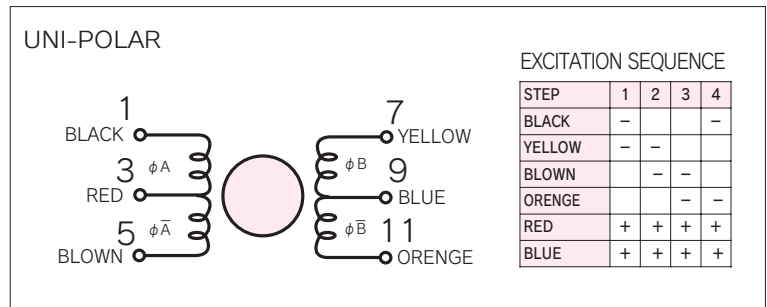 UNI-POLAR
1
BLACK
3 φA
RED
5 φA̅
BLOWN
7
YELLOW
φB 9
BLUE
φB̅ 11
ORENGE
EXCITATION SEQUENCE
STEP 1 2 3 4
BLACK – –
YELLOW – –
BLOWN – –
ORENGE – –
RED + + + +
BLUE + + + +